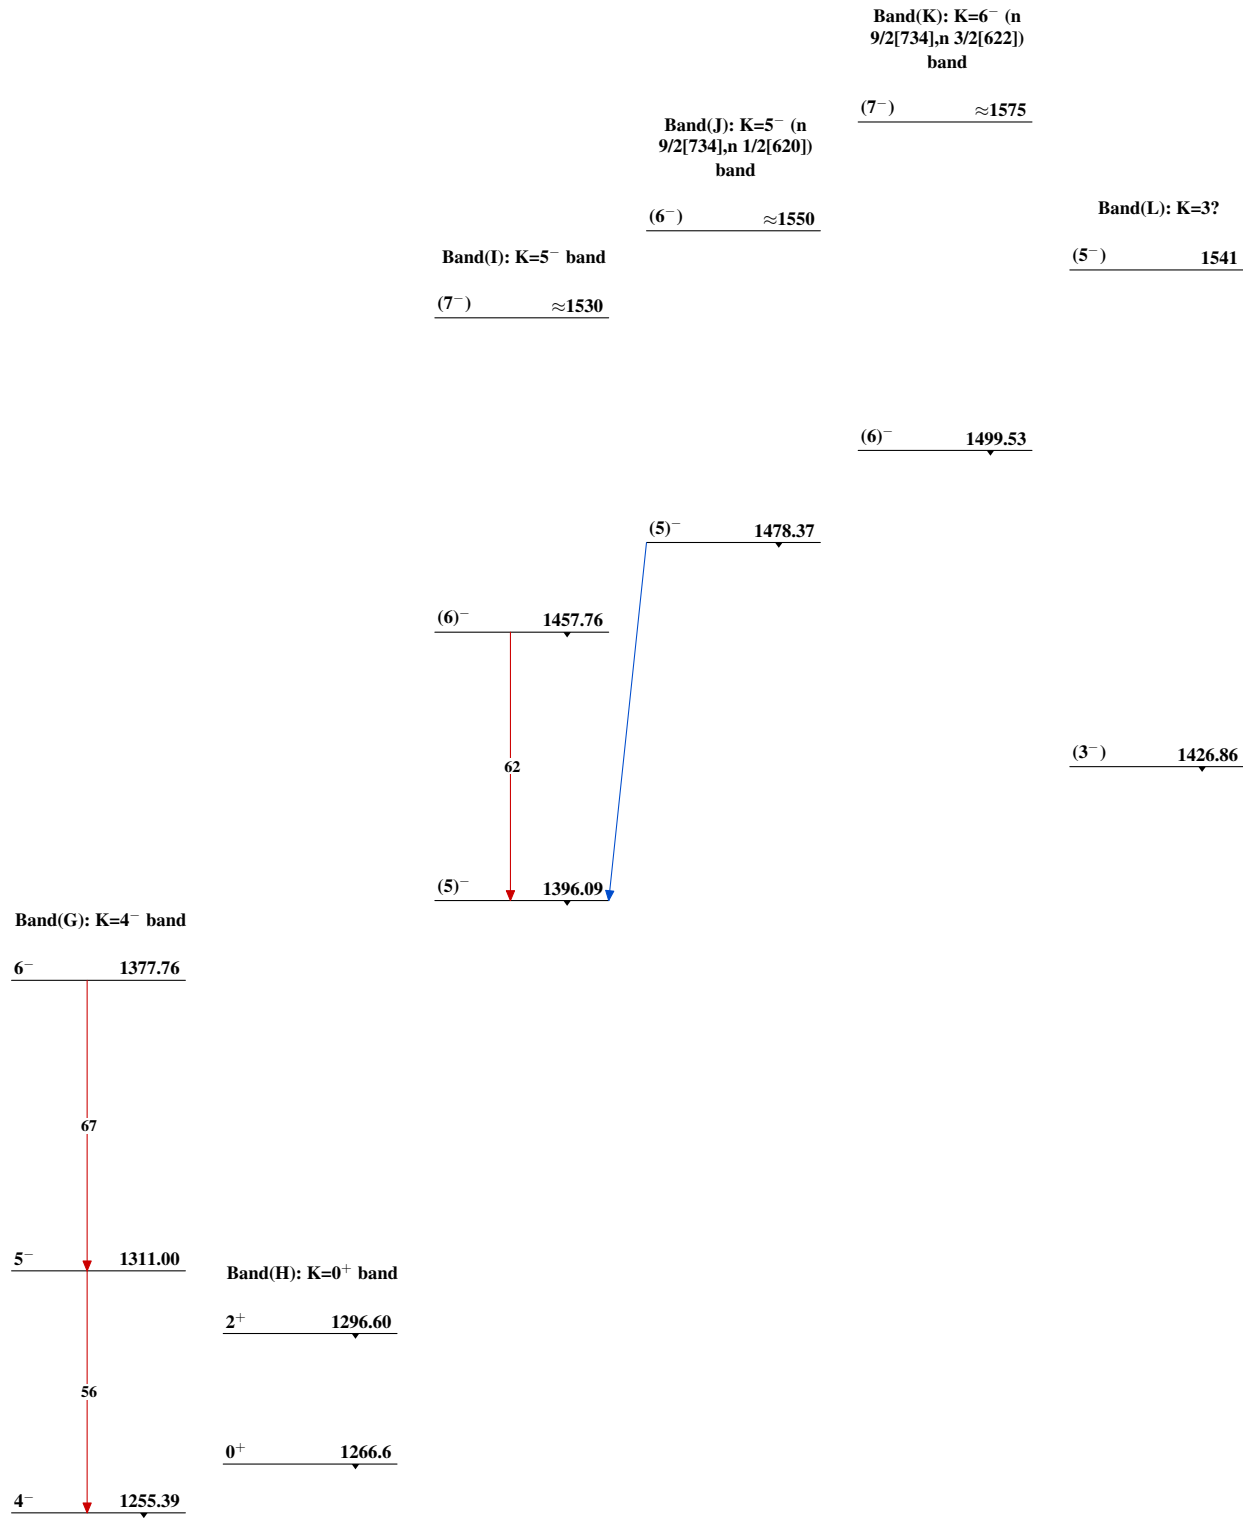 Band(G): K=4⁻ band
6⁻ 1377.76
67
5⁻ 1311.00
56
4⁻ 1255.39
Band(H): K=0⁺ band
2⁺ 1296.60
0⁺ 1266.6
Band(I): K=5⁻ band
(7⁻) ≈1530
(6)⁻ 1457.76
62
(5)⁻ 1396.09
Band(J): K=5⁻ (n
9/2[734],n 1/2[620])
band
(6⁻) ≈1550
(5)⁻ 1478.37
Band(K): K=6⁻ (n
9/2[734],n 3/2[622])
band
(7⁻) ≈1575
(6)⁻ 1499.53
Band(L): K=3?
(5⁻) 1541
(3⁻) 1426.86